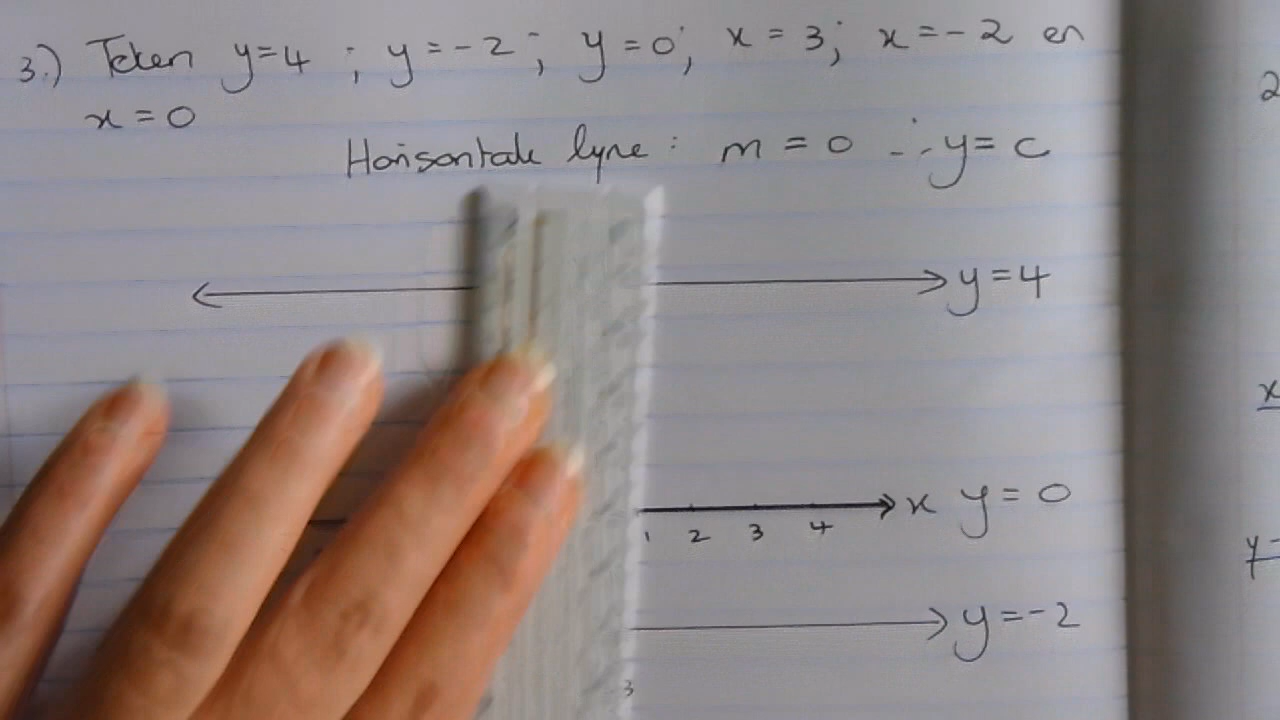 3.) Teken y=4 ; y=-2 ; y=0; x=3; x=-2 en
x=0
Horisontale lyne : m=0 ∴ y=c
y=4
x y=0
1 2 3 4
y=-2
3